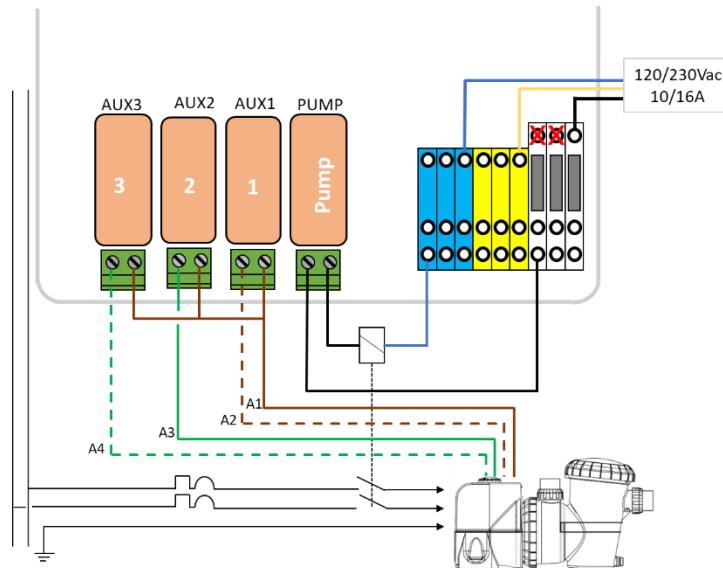 120/230Vac
10/16A
AUX3 AUX2 AUX1 PUMP
3 2 1 Pump
A1
A2
A3
A4